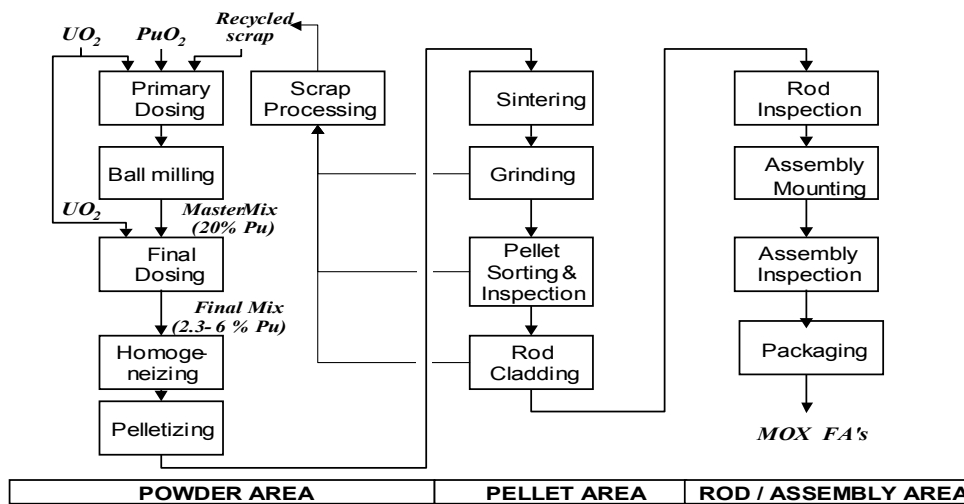 UO2
PuO2
Recycled
scrap
Primary
Dosing
Ball milling
UO2
MasterMix
(20% Pu)
Final
Dosing
Final Mix
(2.3- 6 % Pu)
Homoge-
neizing
Pelletizing
Scrap
Processing
Sintering
Grinding
Pellet
Sorting &
Inspection
Rod
Cladding
Rod
Inspection
Assembly
Mounting
Assembly
Inspection
Packaging
MOX FA's
POWDER AREA
PELLET AREA
ROD / ASSEMBLY AREA